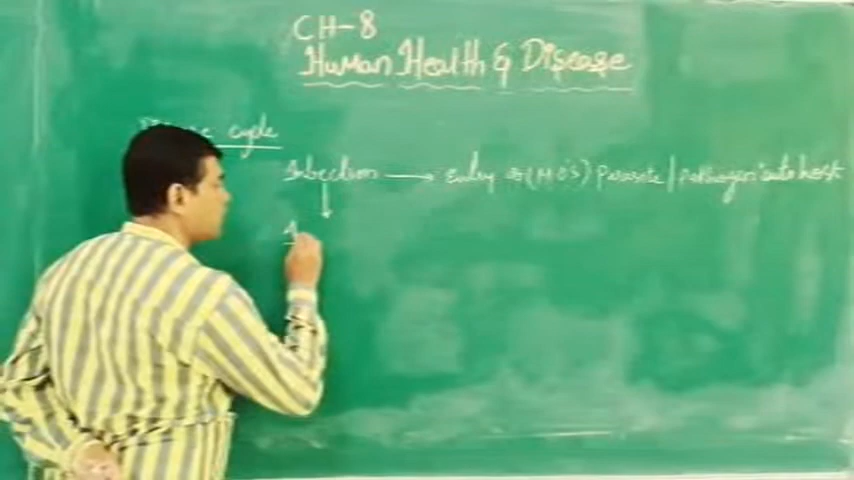 CH-8
Human Health & Disease
cycle
Infection → Entry of (M.O's) Parasite / pathogen into host
↓